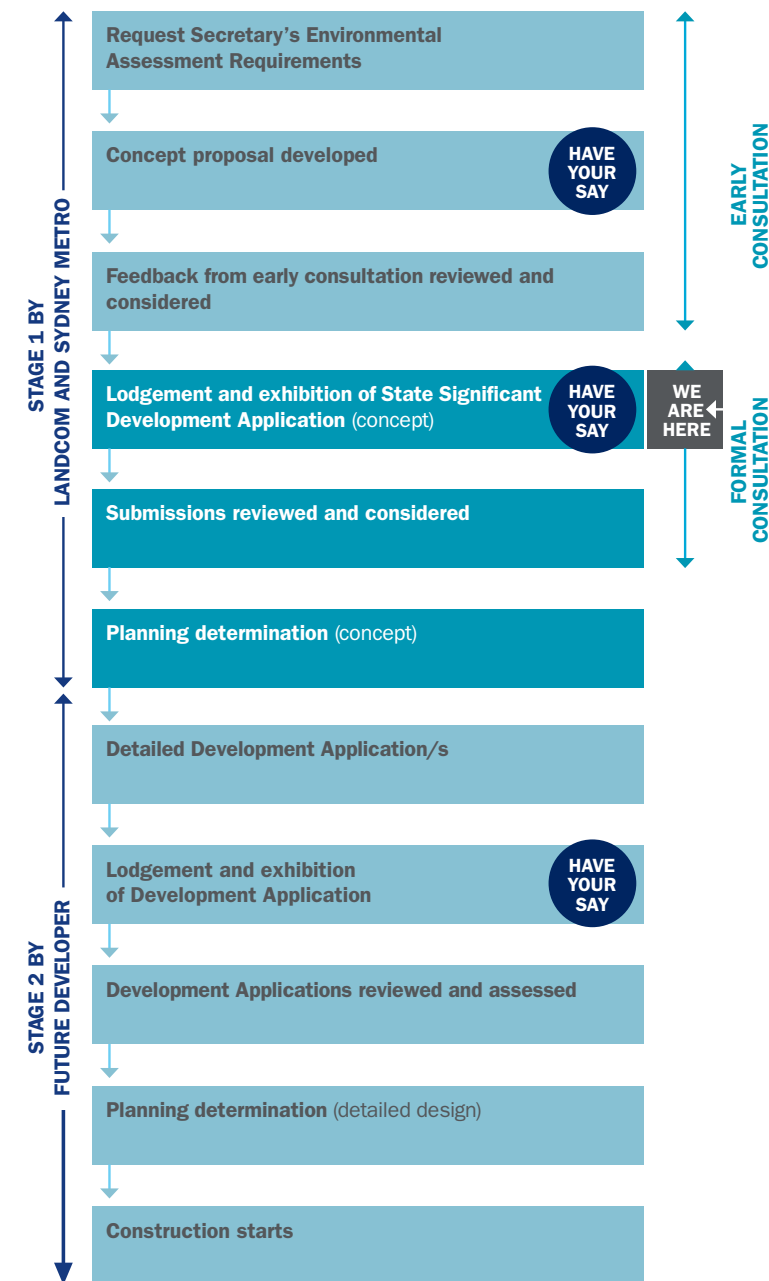 Request Secretary's Environmental
Assessment Requirements
Concept proposal developed
HAVE
YOUR
SAY
Feedback from early consultation reviewed and
considered
EARLY
CONSULTATION
STAGE 1 BY
LANDCOM AND SYDNEY METRO
Lodgement and exhibition of State Significant
Development Application (concept)
HAVE
YOUR
SAY
WE
ARE
HERE
FORMAL
CONSULTATION
Submissions reviewed and considered
Planning determination (concept)
Detailed Development Application/s
Lodgement and exhibition
of Development Application
HAVE
YOUR
SAY
STAGE 2 BY
FUTURE DEVELOPER
Development Applications reviewed and assessed
Planning determination (detailed design)
Construction starts